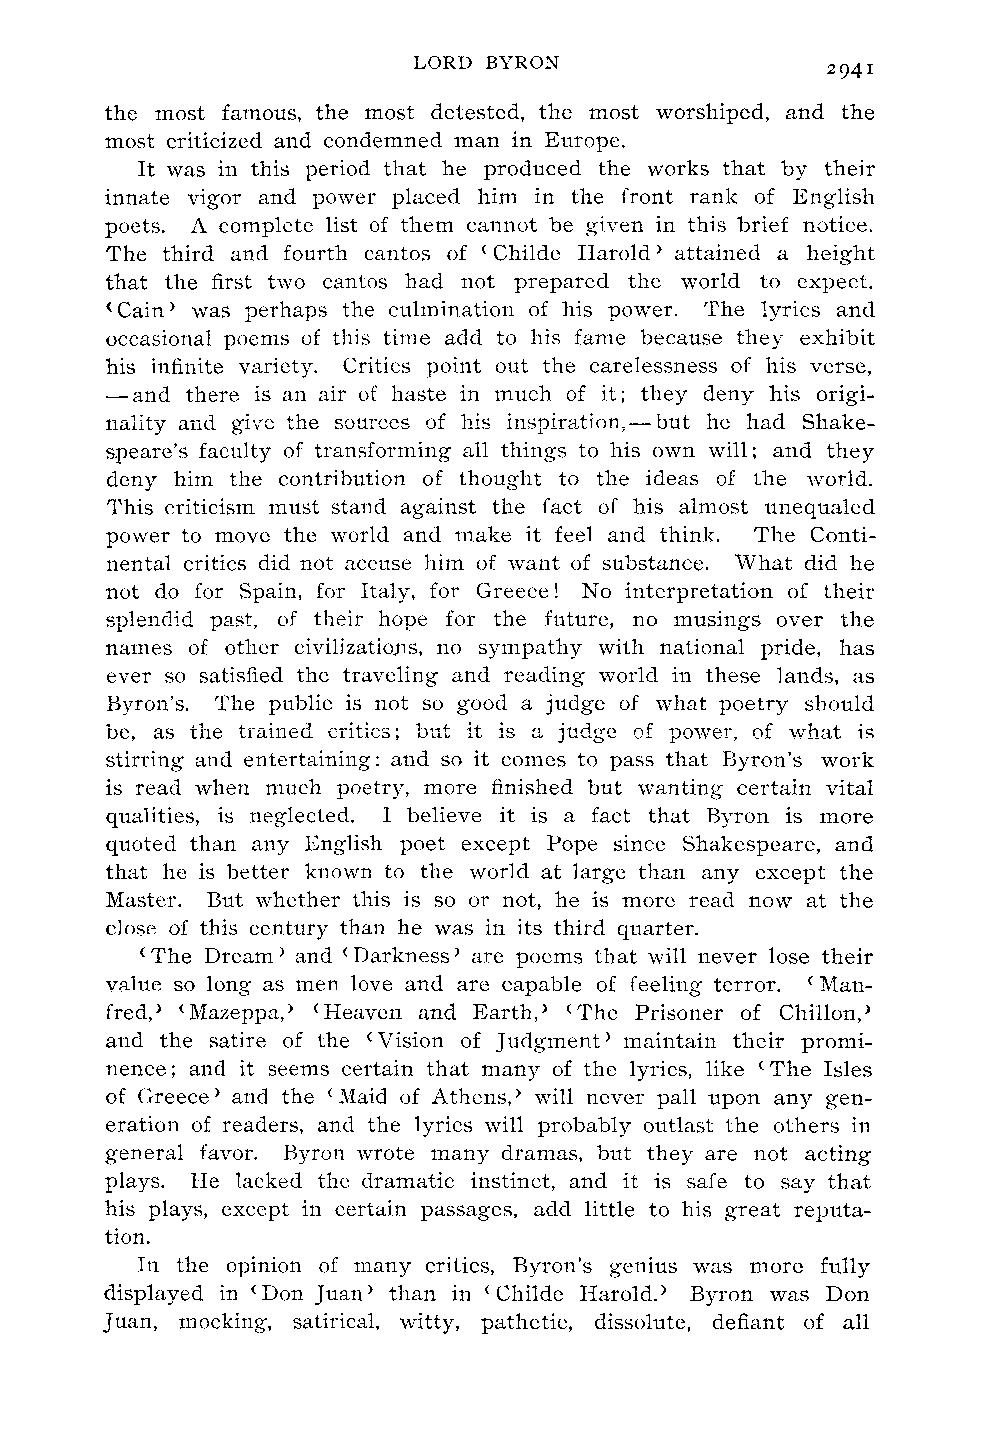 LORD BYRON
2941
the most famous, the most detested, the most worshiped, and the
most criticized and condemned man in Europe.
It was in this period that he produced the works that by their
innate vigor and power placed him in the front rank of English
poets. A complete list of them cannot be given in this brief notice.
The third and fourth cantos of ‘Childe Harold’ attained a height
that the first two cantos had not prepared the world to expect.
‘Cain’ was perhaps the culmination of his power. The lyrics and
occasional poems of this time add to his fame because they exhibit
his infinite variety. Critics point out the carelessness of his verse,
—and there is an air of haste in much of it; they deny his origi-
nality and give the sources of his inspiration,—but he had Shake-
speare's faculty of transforming all things to his own will; and they
deny him the contribution of thought to the ideas of the world.
This criticism must stand against the fact of his almost unequaled
power to move the world and make it feel and think. The Conti-
nental critics did not accuse him of want of substance. What did he
not do for Spain, for Italy, for Greece! No interpretation of their
splendid past, of their hope for the future, no musings over the
names of other civilizations, no sympathy with national pride, has
ever so satisfied the traveling and reading world in these lands, as
Byron's. The public is not so good a judge of what poetry should
be, as the trained critics; but it is a judge of power, of what is
stirring and entertaining: and so it comes to pass that Byron's work
is read when much poetry, more finished but wanting certain vital
qualities, is neglected. I believe it is a fact that Byron is more
quoted than any English poet except Pope since Shakespeare, and
that he is better known to the world at large than any except the
Master. But whether this is so or not, he is more read now at the
close of this century than he was in its third quarter.
‘The Dream’ and ‘Darkness’ are poems that will never lose their
value so long as men love and are capable of feeling terror. ‘Man-
fred,’ ‘Mazeppa,’ ‘Heaven and Earth,’ ‘The Prisoner of Chillon,’
and the satire of the ‘Vision of Judgment’ maintain their promi-
nence; and it seems certain that many of the lyrics, like ‘The Isles
of Greece’ and the ‘Maid of Athens,’ will never pall upon any gen-
eration of readers, and the lyrics will probably outlast the others in
general favor. Byron wrote many dramas, but they are not acting
plays. He lacked the dramatic instinct, and it is safe to say that
his plays, except in certain passages, add little to his great reputa-
tion.
In the opinion of many critics, Byron's genius was more fully
displayed in ‘Don Juan’ than in ‘Childe Harold.’ Byron was Don
Juan, mocking, satirical, witty, pathetic, dissolute, defiant of all